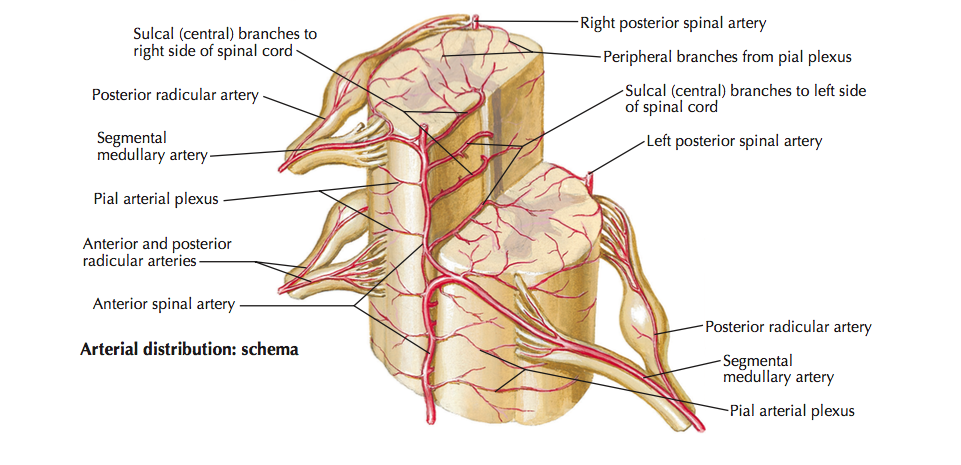 Sulcal (central) branches to
right side of spinal cord
Posterior radicular artery
Segmental
medullary artery
Pial arterial plexus
Anterior and posterior
radicular arteries
Anterior spinal artery
Arterial distribution: schema
Right posterior spinal artery
Peripheral branches from pial plexus
Sulcal (central) branches to left side
of spinal cord
Left posterior spinal artery
Posterior radicular artery
Segmental
medullary artery
Pial arterial plexus